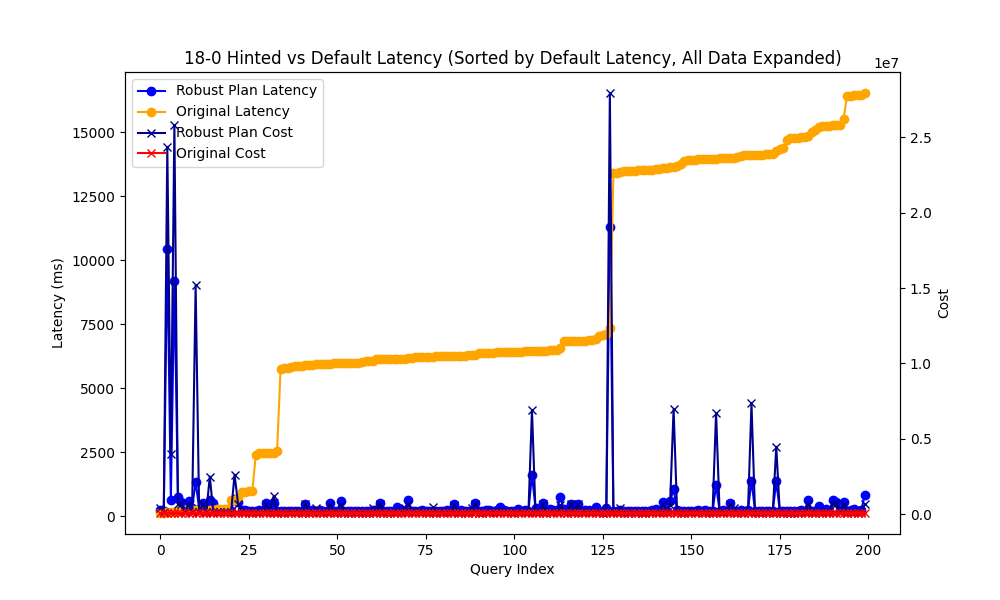 18-0 Hinted vs Default Latency (Sorted by Default Latency, All Data Expanded)
1e7
Robust Plan Latency
Original Latency
Robust Plan Cost
Original Cost
Latency (ms)
15000
12500
10000
7500
5000
2500
0
2.5
2.0
1.5
1.0
0.5
0.0
Cost
0 25 50 75 100 125 150 175 200
Query Index